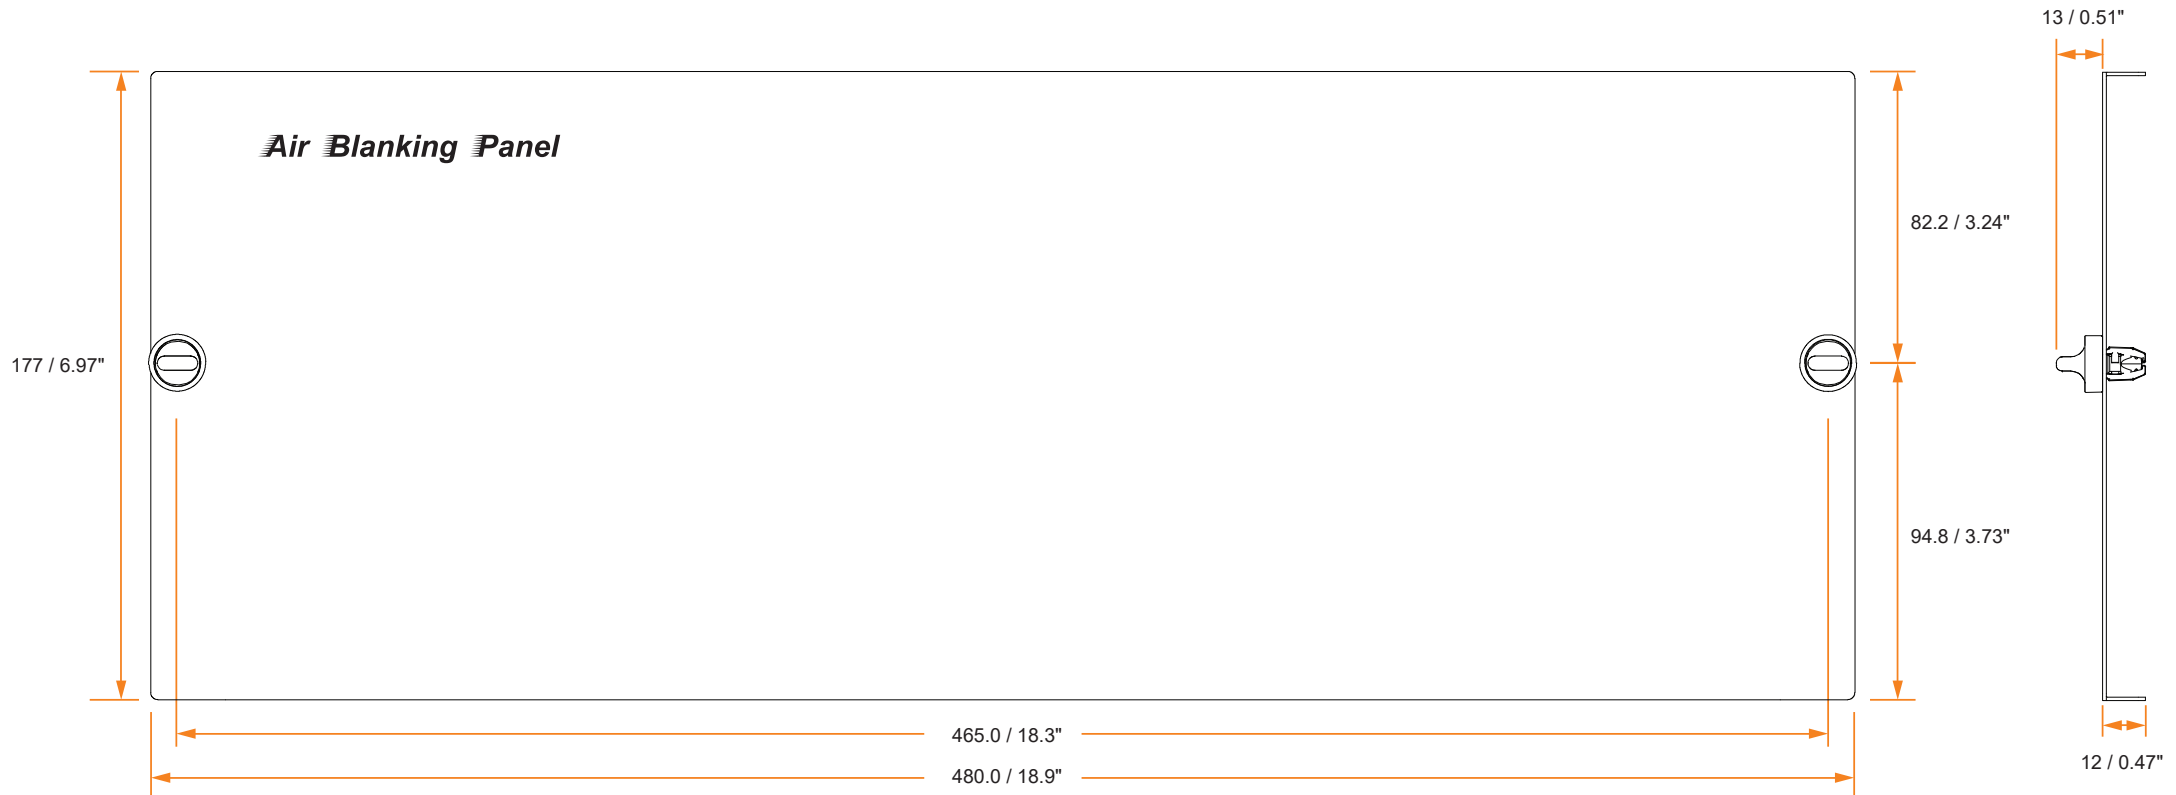 13 / 0.51"
Air Blanking Panel
82.2 / 3.24"
177 / 6.97"
94.8 / 3.73"
465.0 / 18.3"
12 / 0.47"
480.0 / 18.9"